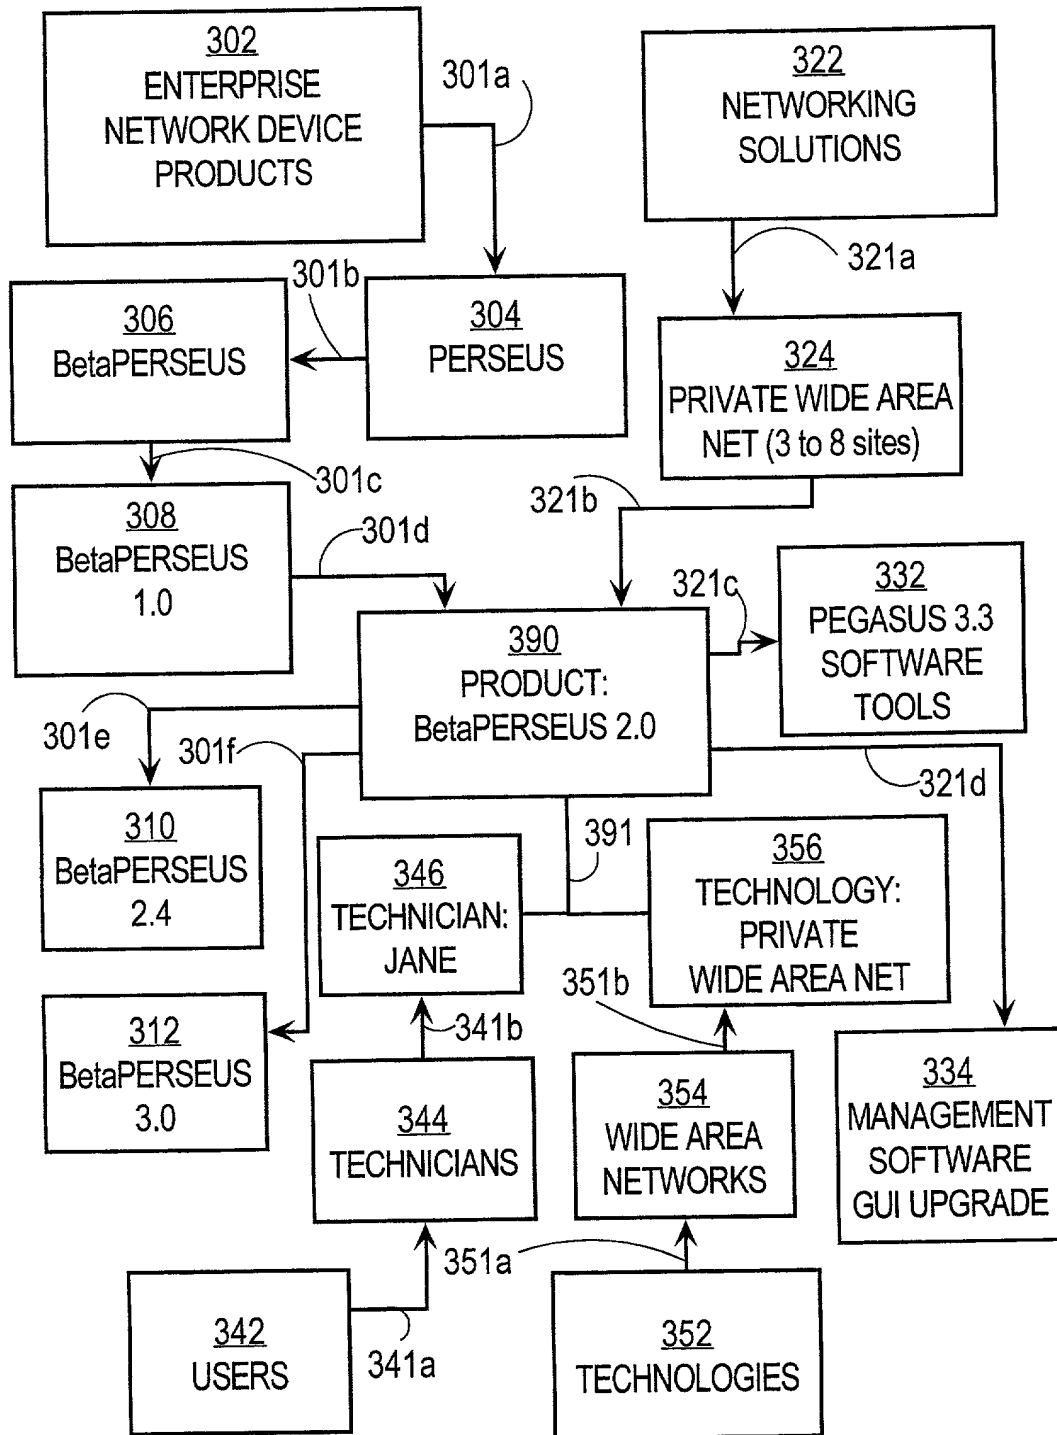 302
ENTERPRISE
NETWORK DEVICE
PRODUCTS
301a
322
NETWORKING
SOLUTIONS
321a
301b
306
BetaPERSEUS
304
PERSEUS
324
PRIVATE WIDE AREA
NET (3 to 8 sites)
301c
321b
308
BetaPERSEUS
1.0
301d
321c
332
PEGASUS 3.3
SOFTWARE
TOOLS
390
PRODUCT:
BetaPERSEUS 2.0
301e
301f
321d
310
BetaPERSEUS
2.4
391
346
TECHNICIAN:
JANE
356
TECHNOLOGY:
PRIVATE
WIDE AREA NET
351b
341b
312
BetaPERSEUS
3.0
344
TECHNICIANS
354
WIDE AREA
NETWORKS
334
MANAGEMENT
SOFTWARE
GUI UPGRADE
351a
342
USERS
341a
352
TECHNOLOGIES